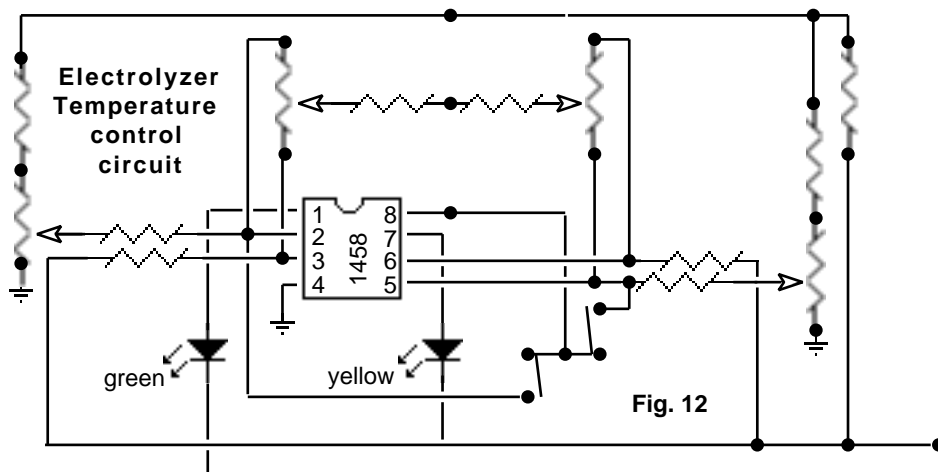 Electrolyzer
Temperature
control
circuit
1 8
2 7
3 6
4 5
1458
green
yellow
Fig. 12